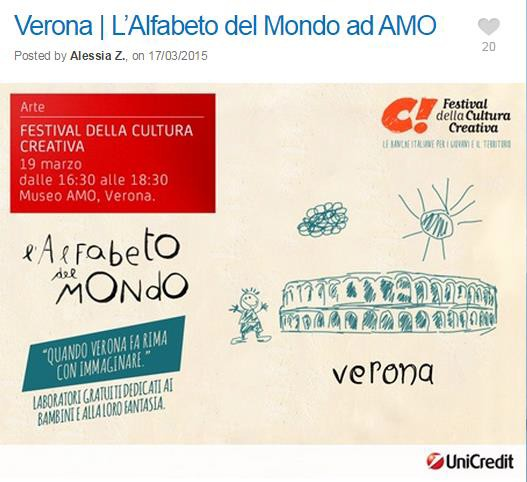 Verona | L’Alfabeto del Mondo ad AMO
Posted by Alessia Z., on 17/03/2015
20
Arte
FESTIVAL DELLA CULTURA
CREATIVA
19 marzo
dalle 16:30 alle 18:30
Museo AMO, Verona.
C! Festival
della Cultura
Creativa
LE BANCHE ITALIANE PER I GIOVANI E IL TERRITORIO
l'Alfabeto
del
MONDO
"QUANDO VERONA FA RIMA
CON IMMAGINARE."
LABORATORI GRATUITI DEDICATI AI
BAMBINI E ALLA LORO FANTASIA.
verona
UniCredit